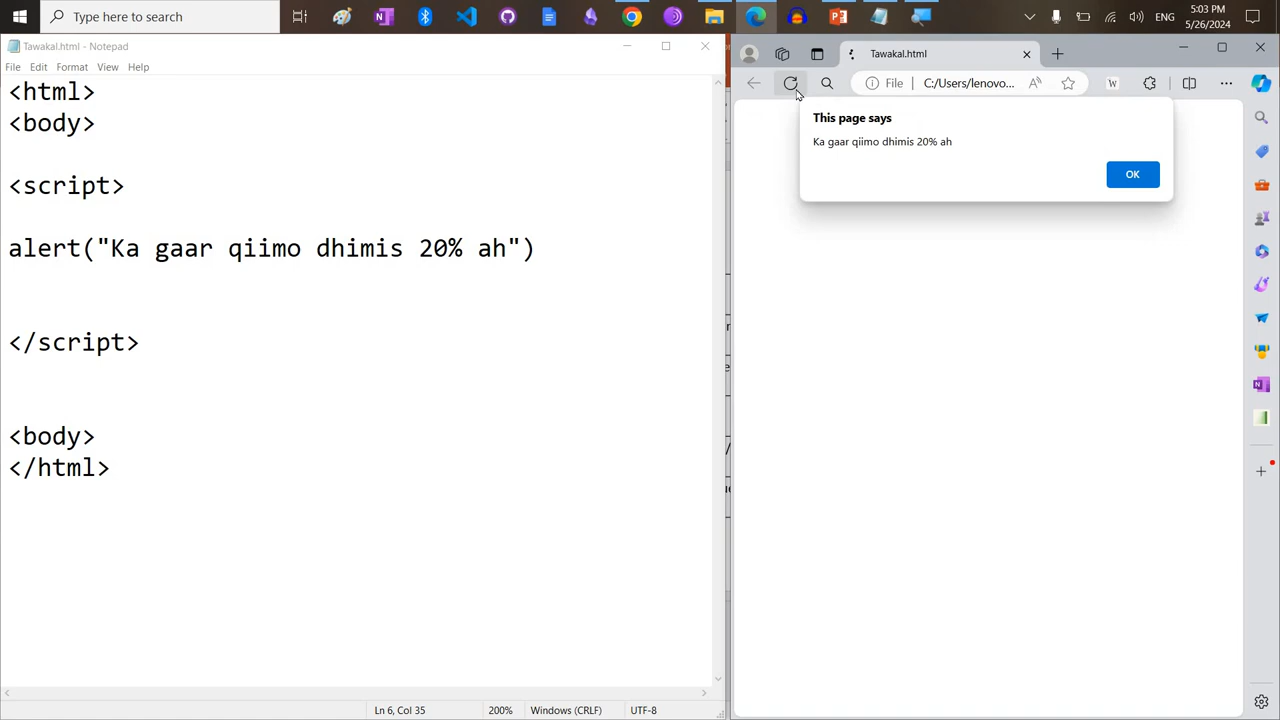 Type here to search
ENG
5:03 PM
5/26/2024
Tawakal.html - Notepad
File Edit Format View Help
<html>
<body>
<script>
alert("Ka gaar qiimo dhimis 20% ah")
</script>
<body>
</html>
Ln 6, Col 35
200%
Windows (CRLF)
UTF-8
Tawakal.html
File
C:/Users/lenovo...
This page says
Ka gaar qiimo dhimis 20% ah
OK